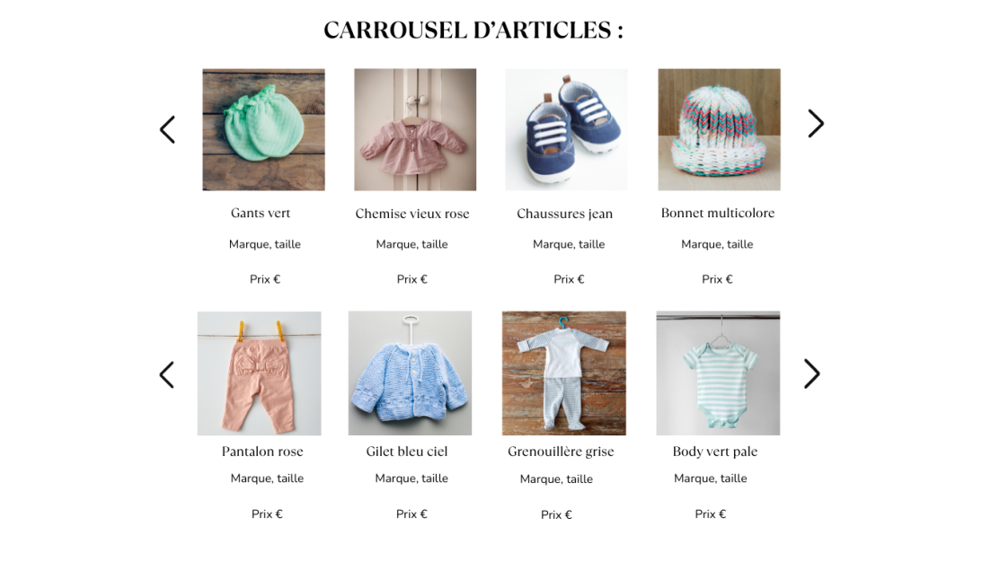 CARROUSEL D'ARTICLES :
Gants vert
Chemise vieux rose
Chaussures jean
Bonnet multicolore
Marque, taille
Marque, taille
Marque, taille
Marque, taille
Prix €
Prix €
Prix €
Prix €
Pantalon rose
Gilet bleu ciel
Grenouillère grise
Body vert pale
Marque, taille
Marque, taille
Marque, taille
Marque, taille
Prix €
Prix €
Prix €
Prix €